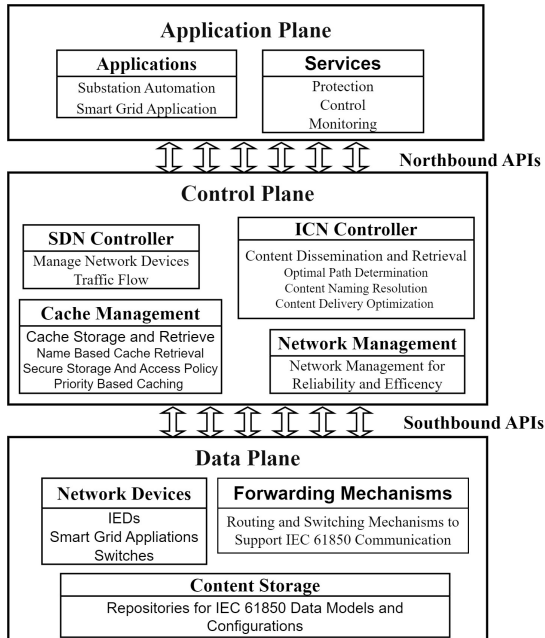 Application Plane
Applications
Substation Automation
Smart Grid Application
Services
Protection
Control
Monitoring
Northbound APIs
Control Plane
SDN Controller
Manage Network Devices
Traffic Flow
ICN Controller
Content Dissemination and Retrieval
Optimal Path Determination
Content Naming Resolution
Content Delivery Optimization
Cache Management
Cache Storage and Retrieve
Name Based Cache Retrieval
Secure Storage And Access Policy
Priority Based Caching
Network Management
Network Management for
Reliability and Efficency
Southbound APIs
Data Plane
Network Devices
IEDs
Smart Grid Appliations
Switches
Forwarding Mechanisms
Routing and Switching Mechanisms to
Support IEC 61850 Communication
Content Storage
Repositories for IEC 61850 Data Models and
Configurations